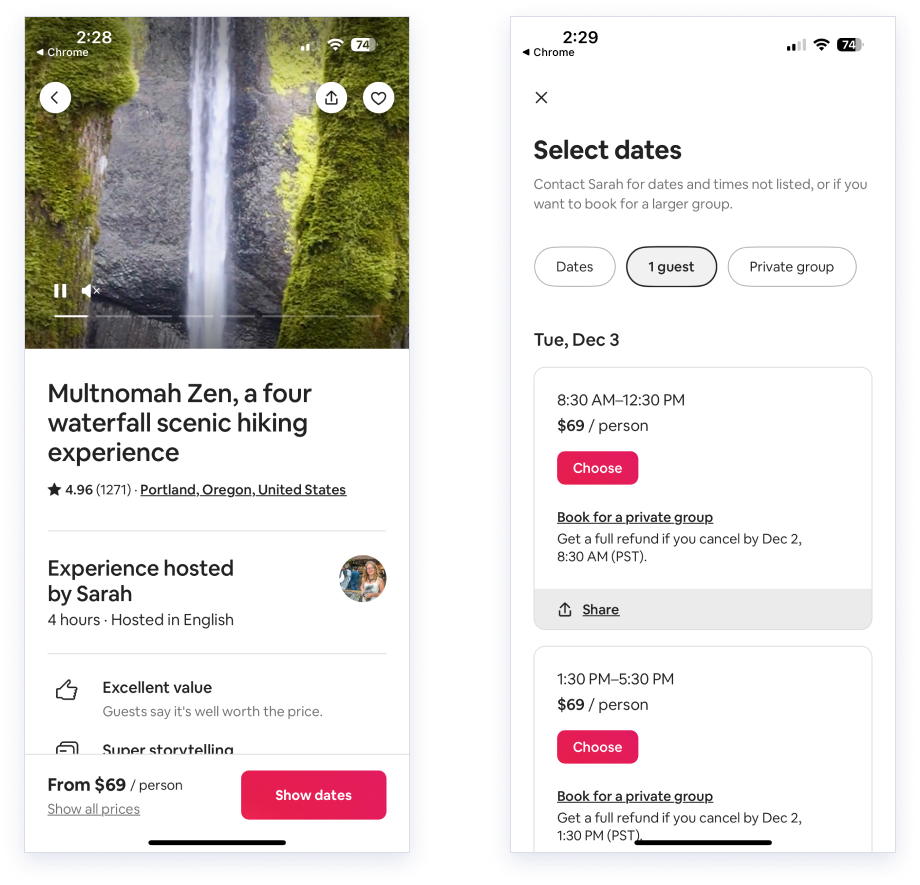 2:28
◀ Chrome
74
Multnomah Zen, a four
waterfall scenic hiking
experience
★ 4.96 (1271) · Portland, Oregon, United States
Experience hosted
by Sarah
4 hours · Hosted in English
Excellent value
Guests say it's well worth the price.
Super storytelling
From $69 / person
Show all prices
Show dates
2:29
◀ Chrome
74
Select dates
Contact Sarah for dates and times not listed, or if you
want to book for a larger group.
Dates
1 guest
Private group
Tue, Dec 3
8:30 AM–12:30 PM
$69 / person
Choose
Book for a private group
Get a full refund if you cancel by Dec 2,
8:30 AM (PST).
Share
1:30 PM–5:30 PM
$69 / person
Choose
Book for a private group
Get a full refund if you cancel by Dec 2,
1:30 PM (PST).